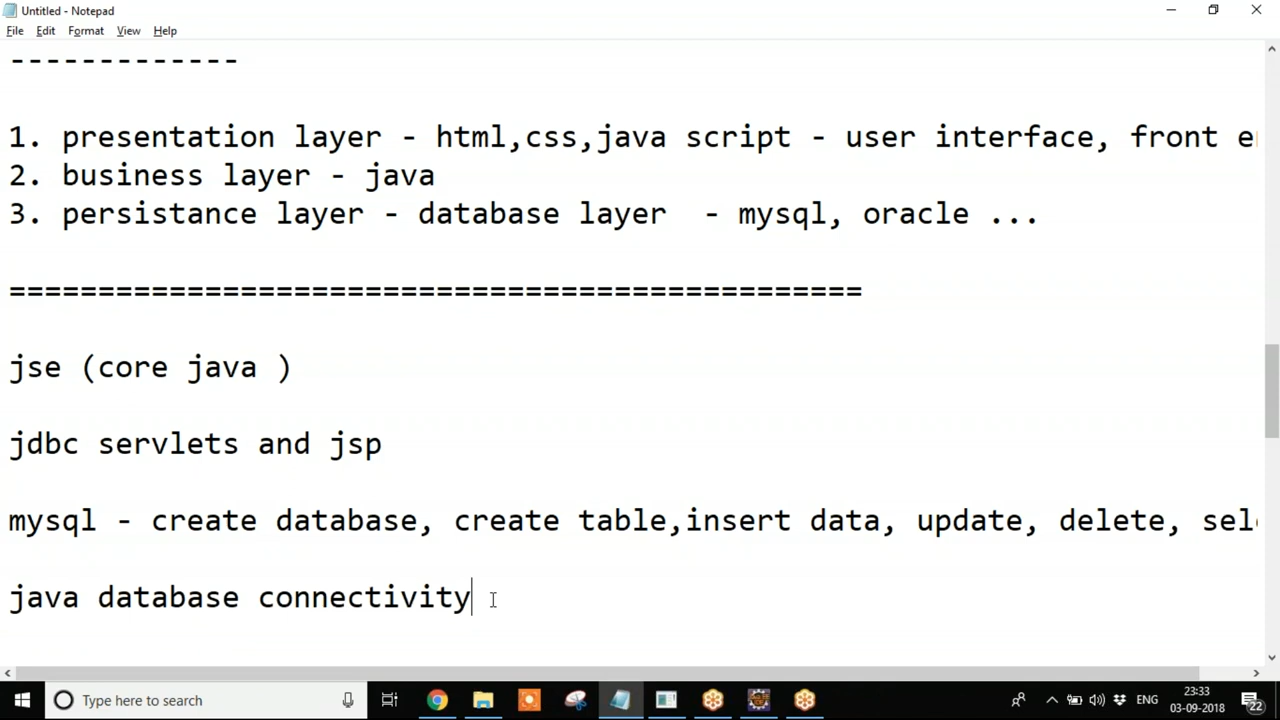 Untitled - Notepad
File Edit Format View Help
-------------
1. presentation layer - html,css,java script - user interface, front
2. business layer - java
3. persistance layer - database layer  - mysql, oracle ...
================================================
jse (core java )
jdbc servlets and jsp
mysql - create database, create table,insert data, update, delete,
java database connectivity
Type here to search
ENG
23:33
03-09-2018
22